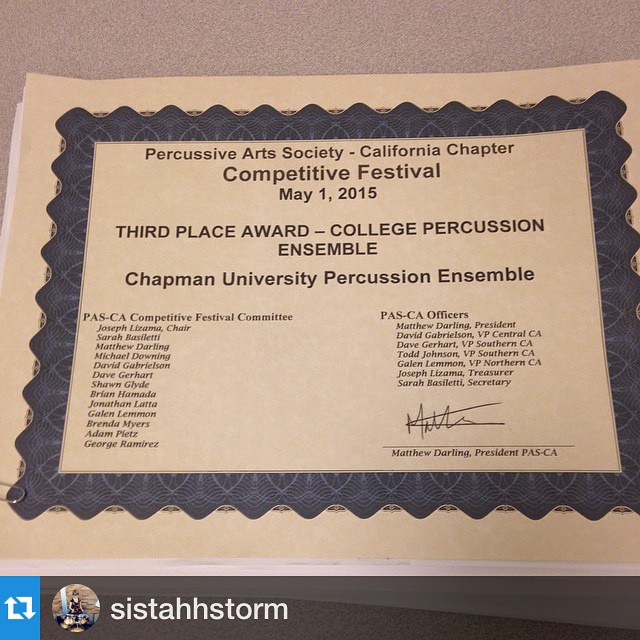 Percussive Arts Society - California Chapter
Competitive Festival
May 1, 2015
THIRD PLACE AWARD – COLLEGE PERCUSSION
ENSEMBLE
Chapman University Percussion Ensemble
PAS-CA Competitive Festival Committee
Joseph Lizama, Chair
Sarah Basiletti
Matthew Darling
Michael Downing
David Gabrielson
Dave Gerhart
Shawn Glyde
Brian Hamada
Jonathan Latta
Galen Lemmon
Brenda Myers
Adam Pietz
George Ramirez
PAS-CA Officers
Matthew Darling, President
David Gabrielson, VP Central CA
Dave Gerhart, VP Southern CA
Todd Johnson, VP Southern CA
Galen Lemmon, VP Northern CA
Joseph Lizama, Treasurer
Sarah Basiletti, Secretary
Matthew Darling, President PAS-CA
sistahhstorm